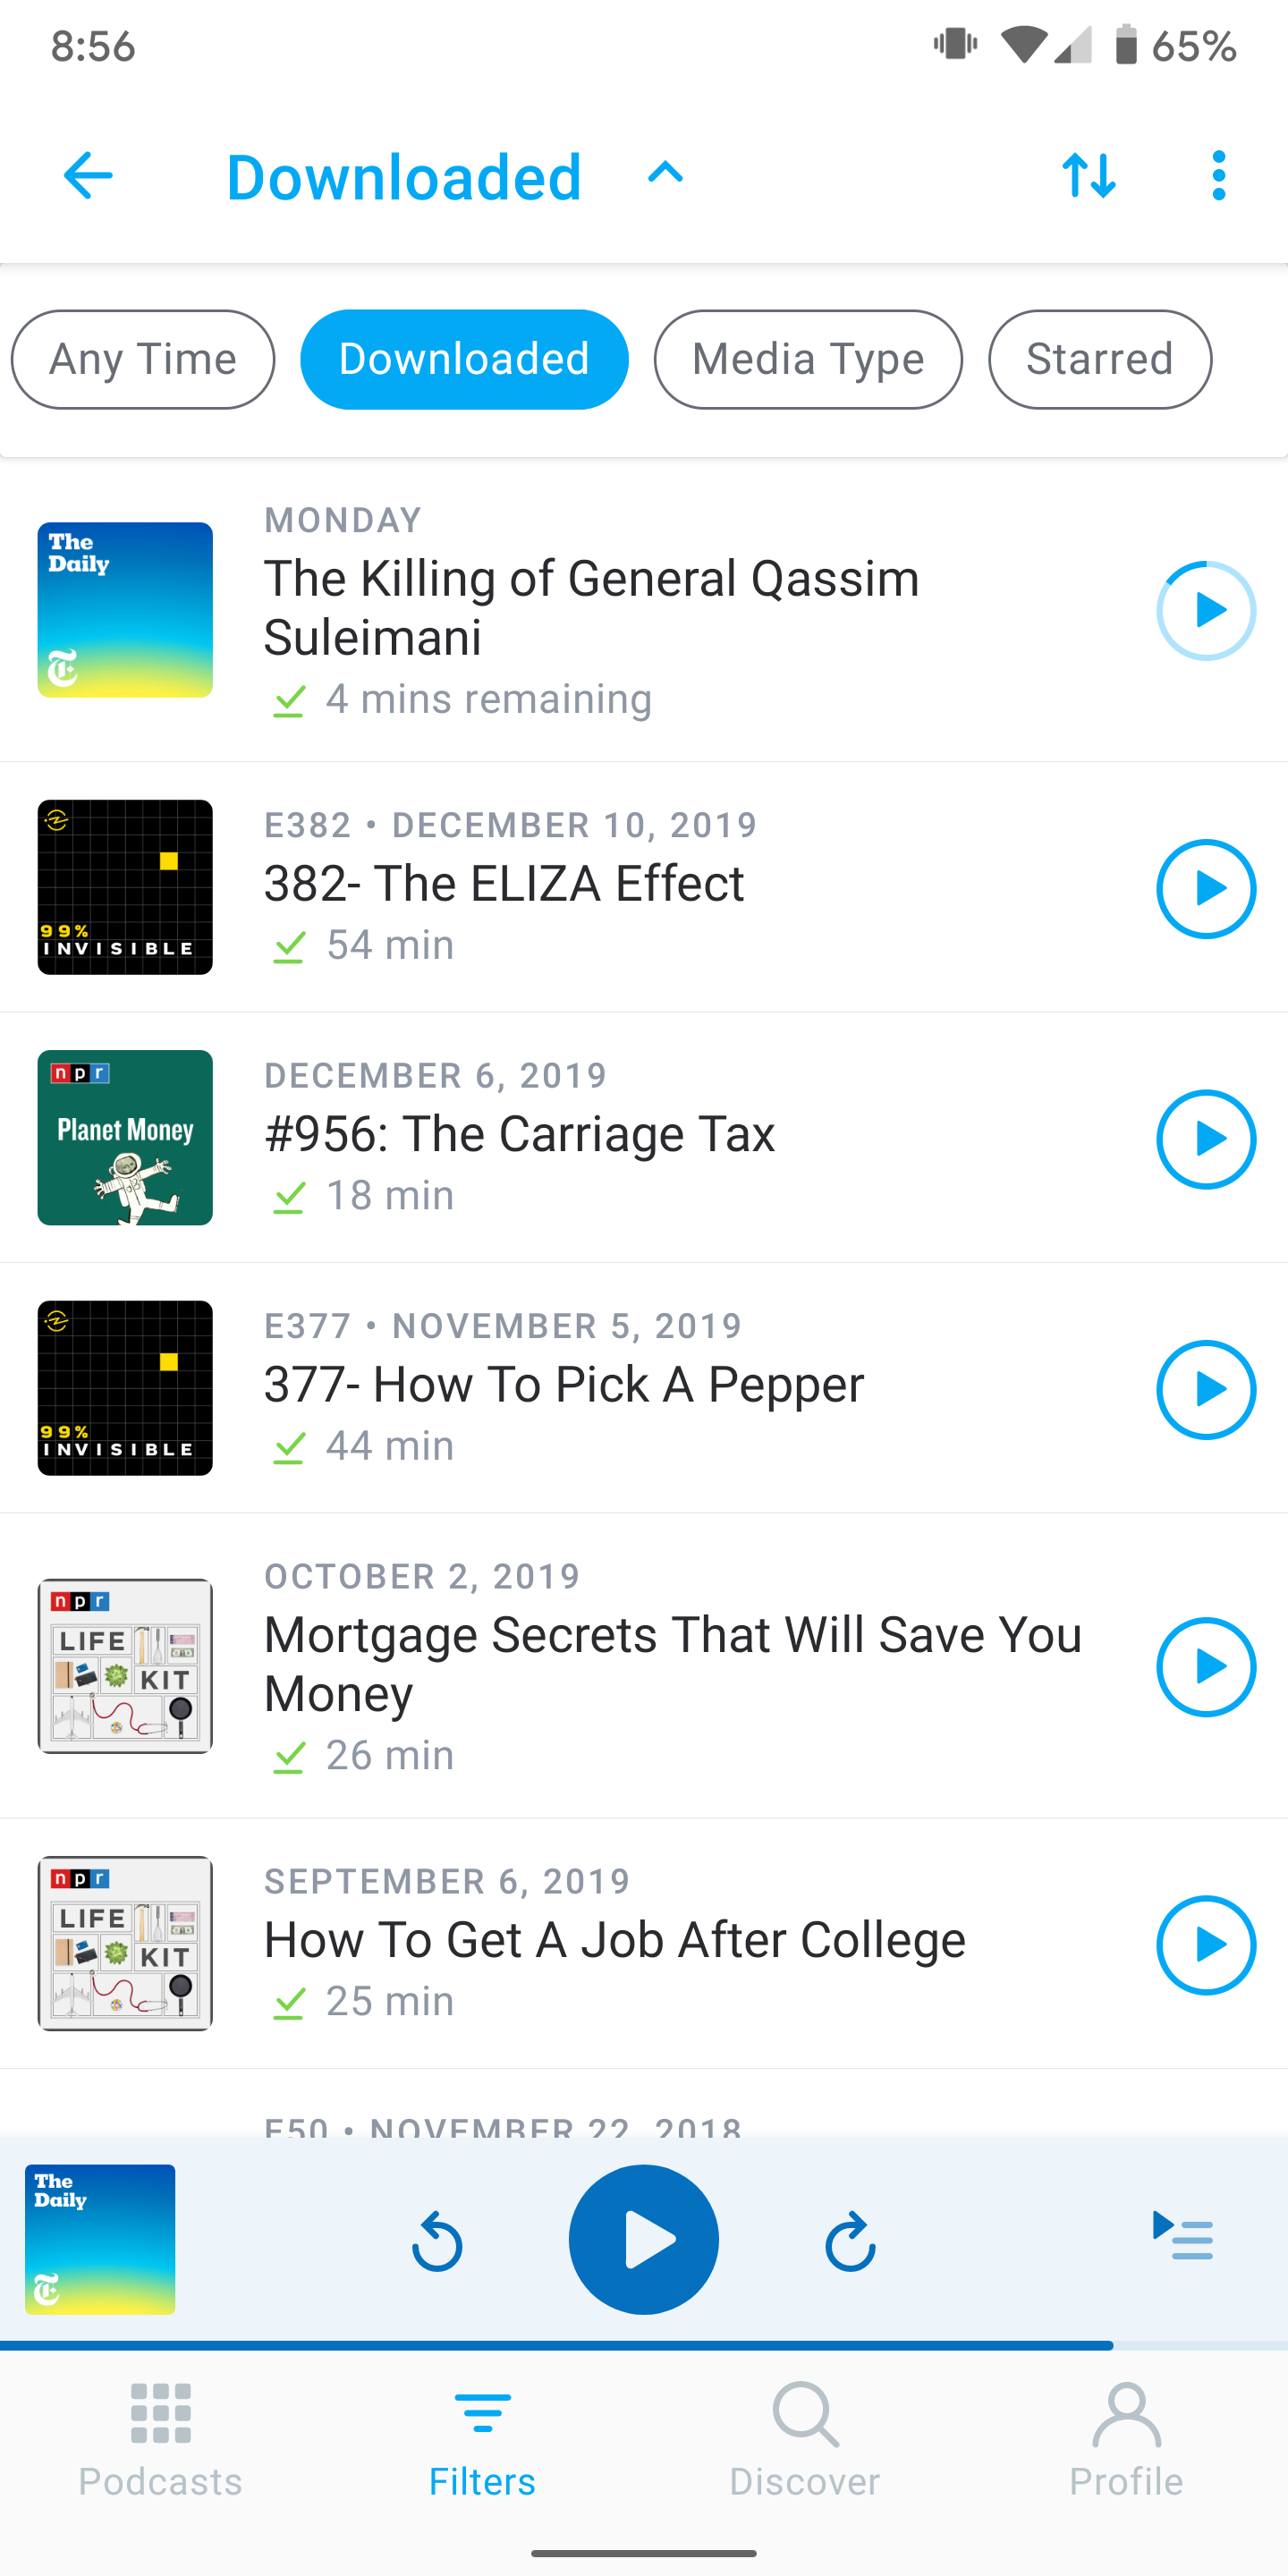 8:56
65%
Downloaded
Any Time
Downloaded
Media Type
Starred
The
Daily
MONDAY
The Killing of General Qassim
Suleimani
4 mins remaining
99%
INVISIBLE
E382 • DECEMBER 10, 2019
382- The ELIZA Effect
54 min
npr
Planet Money
DECEMBER 6, 2019
#956: The Carriage Tax
18 min
99%
INVISIBLE
E377 • NOVEMBER 5, 2019
377- How To Pick A Pepper
44 min
npr
LIFE
KIT
OCTOBER 2, 2019
Mortgage Secrets That Will Save You
Money
26 min
npr
LIFE
KIT
SEPTEMBER 6, 2019
How To Get A Job After College
25 min
E50 • NOVEMBER 22, 2018
The
Daily
Podcasts
Filters
Discover
Profile